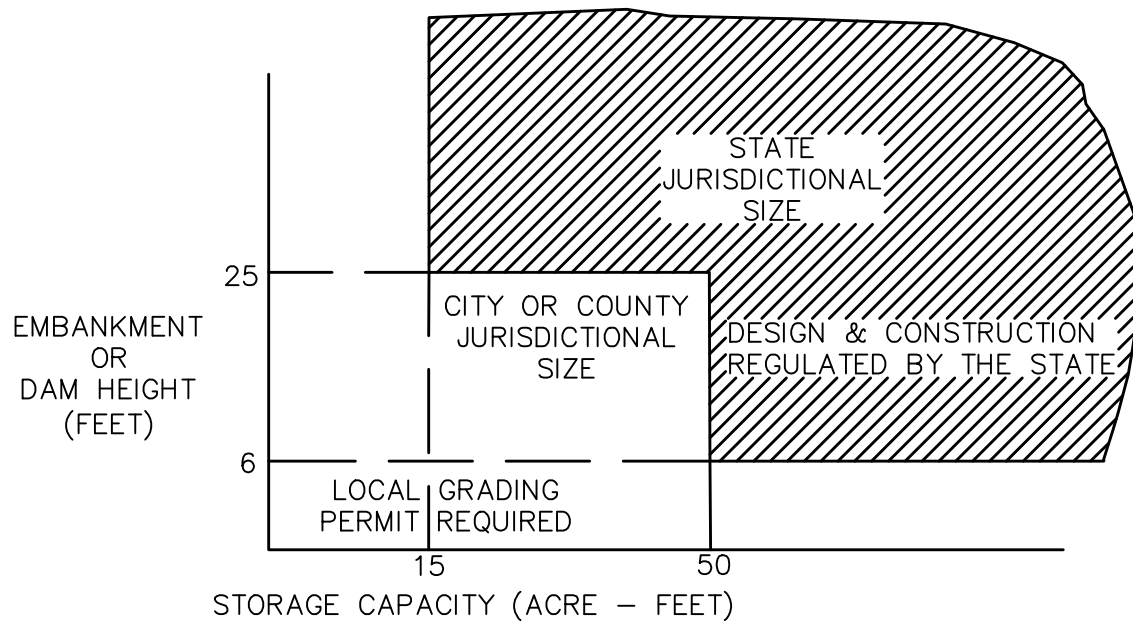 STATE
JURISDICTIONAL
SIZE
25
CITY OR COUNTY
JURISDICTIONAL
SIZE
EMBANKMENT
OR
DAM HEIGHT
(FEET)
DESIGN & CONSTRUCTION
REGULATED BY THE STATE
6
LOCAL GRADING
PERMIT REQUIRED
15
50
STORAGE CAPACITY (ACRE – FEET)